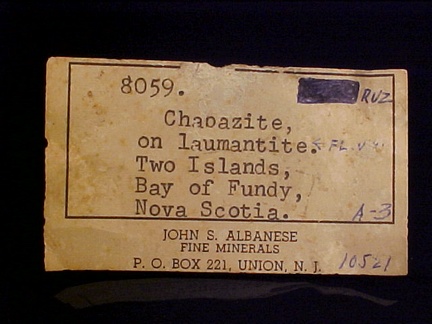 8059.
RUZ
Chabazite,
on laumantite.
Two Islands,
Bay of Fundy,
Nova Scotia.
A-3
JOHN S. ALBANESE
FINE MINERALS
P. O. BOX 221, UNION, N. J.
10521